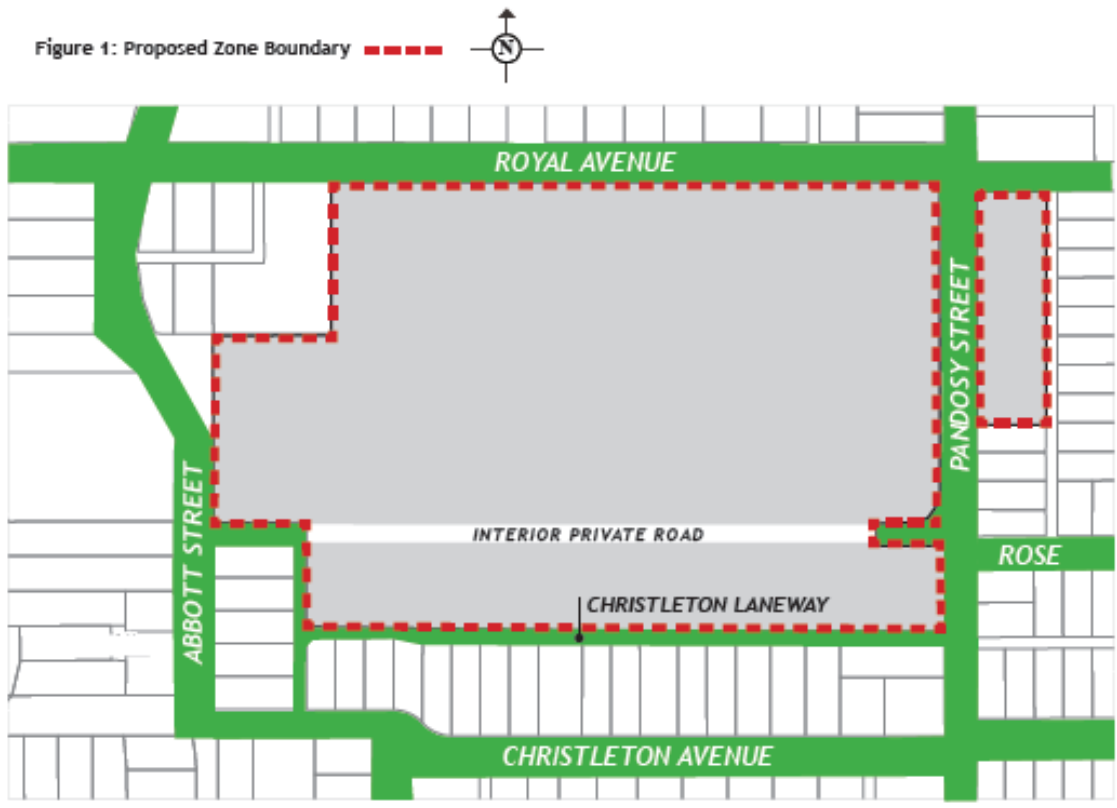 Figure 1: Proposed Zone Boundary
N
ROYAL AVENUE
PANDOSY STREET
ABBOTT STREET
INTERIOR PRIVATE ROAD
ROSE
CHRISTLETON LANEWAY
CHRISTLETON AVENUE